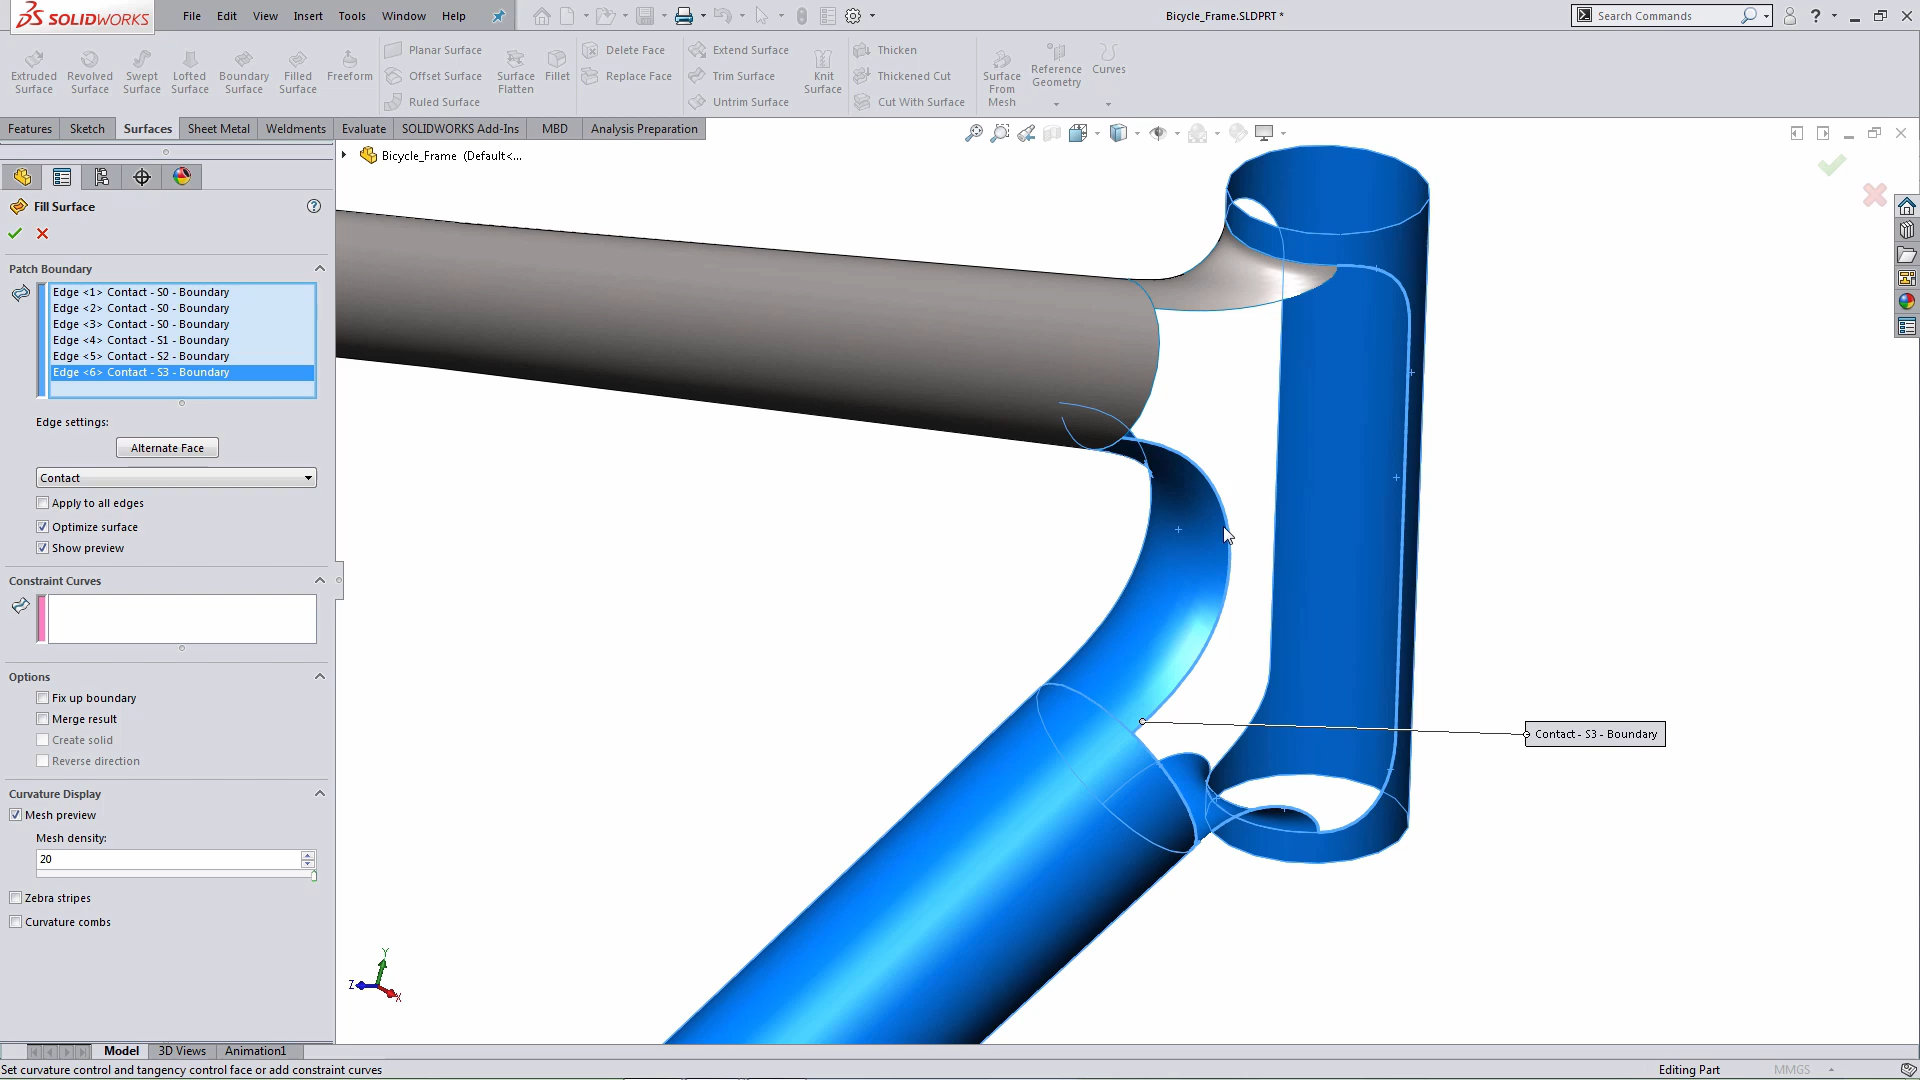 SOLIDWORKS
File Edit View Insert Tools Window Help
Bicycle_Frame.SLDPRT *
Search Commands
Extruded Surface
Revolved Surface
Swept Surface
Lofted Surface
Boundary Surface
Filled Surface
Freeform
Planar Surface
Offset Surface
Ruled Surface
Surface Flatten
Fillet
Delete Face
Replace Face
Extend Surface
Trim Surface
Untrim Surface
Knit Surface
Thicken
Thickened Cut
Cut With Surface
Surface From Mesh
Reference Geometry
Curves
Features Sketch Surfaces Sheet Metal Weldments Evaluate SOLIDWORKS Add-Ins MBD Analysis Preparation
Bicycle_Frame (Default<...
Fill Surface
Patch Boundary
Edge <1> Contact - S0 - Boundary
Edge <2> Contact - S0 - Boundary
Edge <3> Contact - S0 - Boundary
Edge <4> Contact - S1 - Boundary
Edge <5> Contact - S2 - Boundary
Edge <6> Contact - S3 - Boundary
Edge settings:
Alternate Face
Contact
Apply to all edges
Optimize surface
Show preview
Constraint Curves
Options
Fix up boundary
Merge result
Create solid
Reverse direction
Curvature Display
Mesh preview
Mesh density:
20
Zebra stripes
Curvature combs
Contact - S3 - Boundary
Y
Z
X
Model 3D Views Animation1
Set curvature control and tangency control face or add constraint curves
Editing Part
MMGS